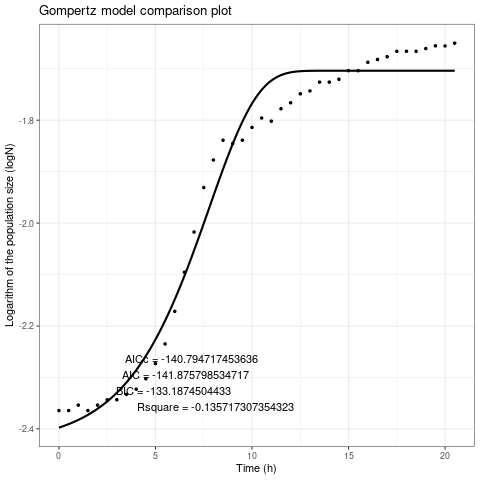 Gompertz model comparison plot
Logarithm of the population size (logN)
-1.8
-2.0
-2.2
-2.4
AICc = -140.794717453636
AIC = -141.875798534717
BIC = -133.1874504433
Rsquare = -0.135717307354323
0 5 10 15 20
Time (h)